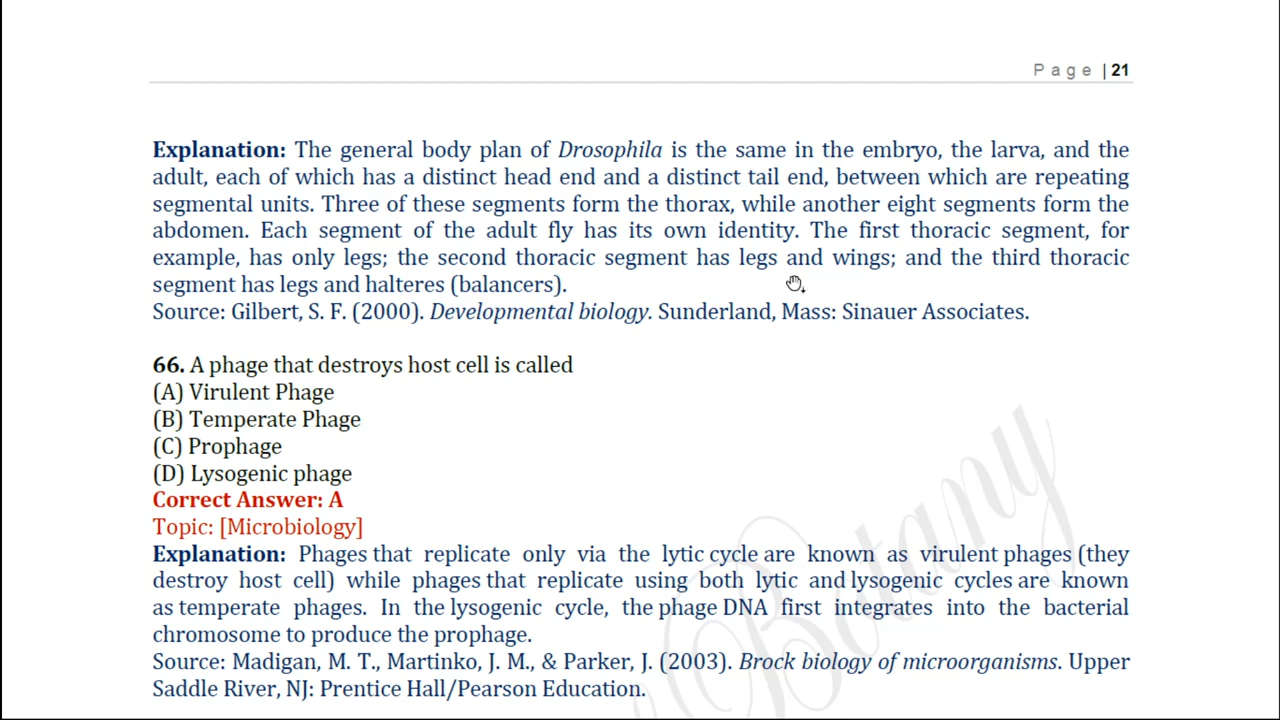 Page | 21
Explanation: The general body plan of Drosophila is the same in the embryo, the larva, and the
adult, each of which has a distinct head end and a distinct tail end, between which are repeating
segmental units. Three of these segments form the thorax, while another eight segments form the
abdomen. Each segment of the adult fly has its own identity. The first thoracic segment, for
example, has only legs; the second thoracic segment has legs and wings; and the third thoracic
segment has legs and halteres (balancers).
Source: Gilbert, S. F. (2000). Developmental biology. Sunderland, Mass: Sinauer Associates.
66. A phage that destroys host cell is called
(A) Virulent Phage
(B) Temperate Phage
(C) Prophage
(D) Lysogenic phage
Correct Answer: A
Topic: [Microbiology]
Explanation: Phages that replicate only via the lytic cycle are known as virulent phages (they
destroy host cell) while phages that replicate using both lytic and lysogenic cycles are known
as temperate phages. In the lysogenic cycle, the phage DNA first integrates into the bacterial
chromosome to produce the prophage.
Source: Madigan, M. T., Martinko, J. M., & Parker, J. (2003). Brock biology of microorganisms. Upper
Saddle River, NJ: Prentice Hall/Pearson Education.
Botany